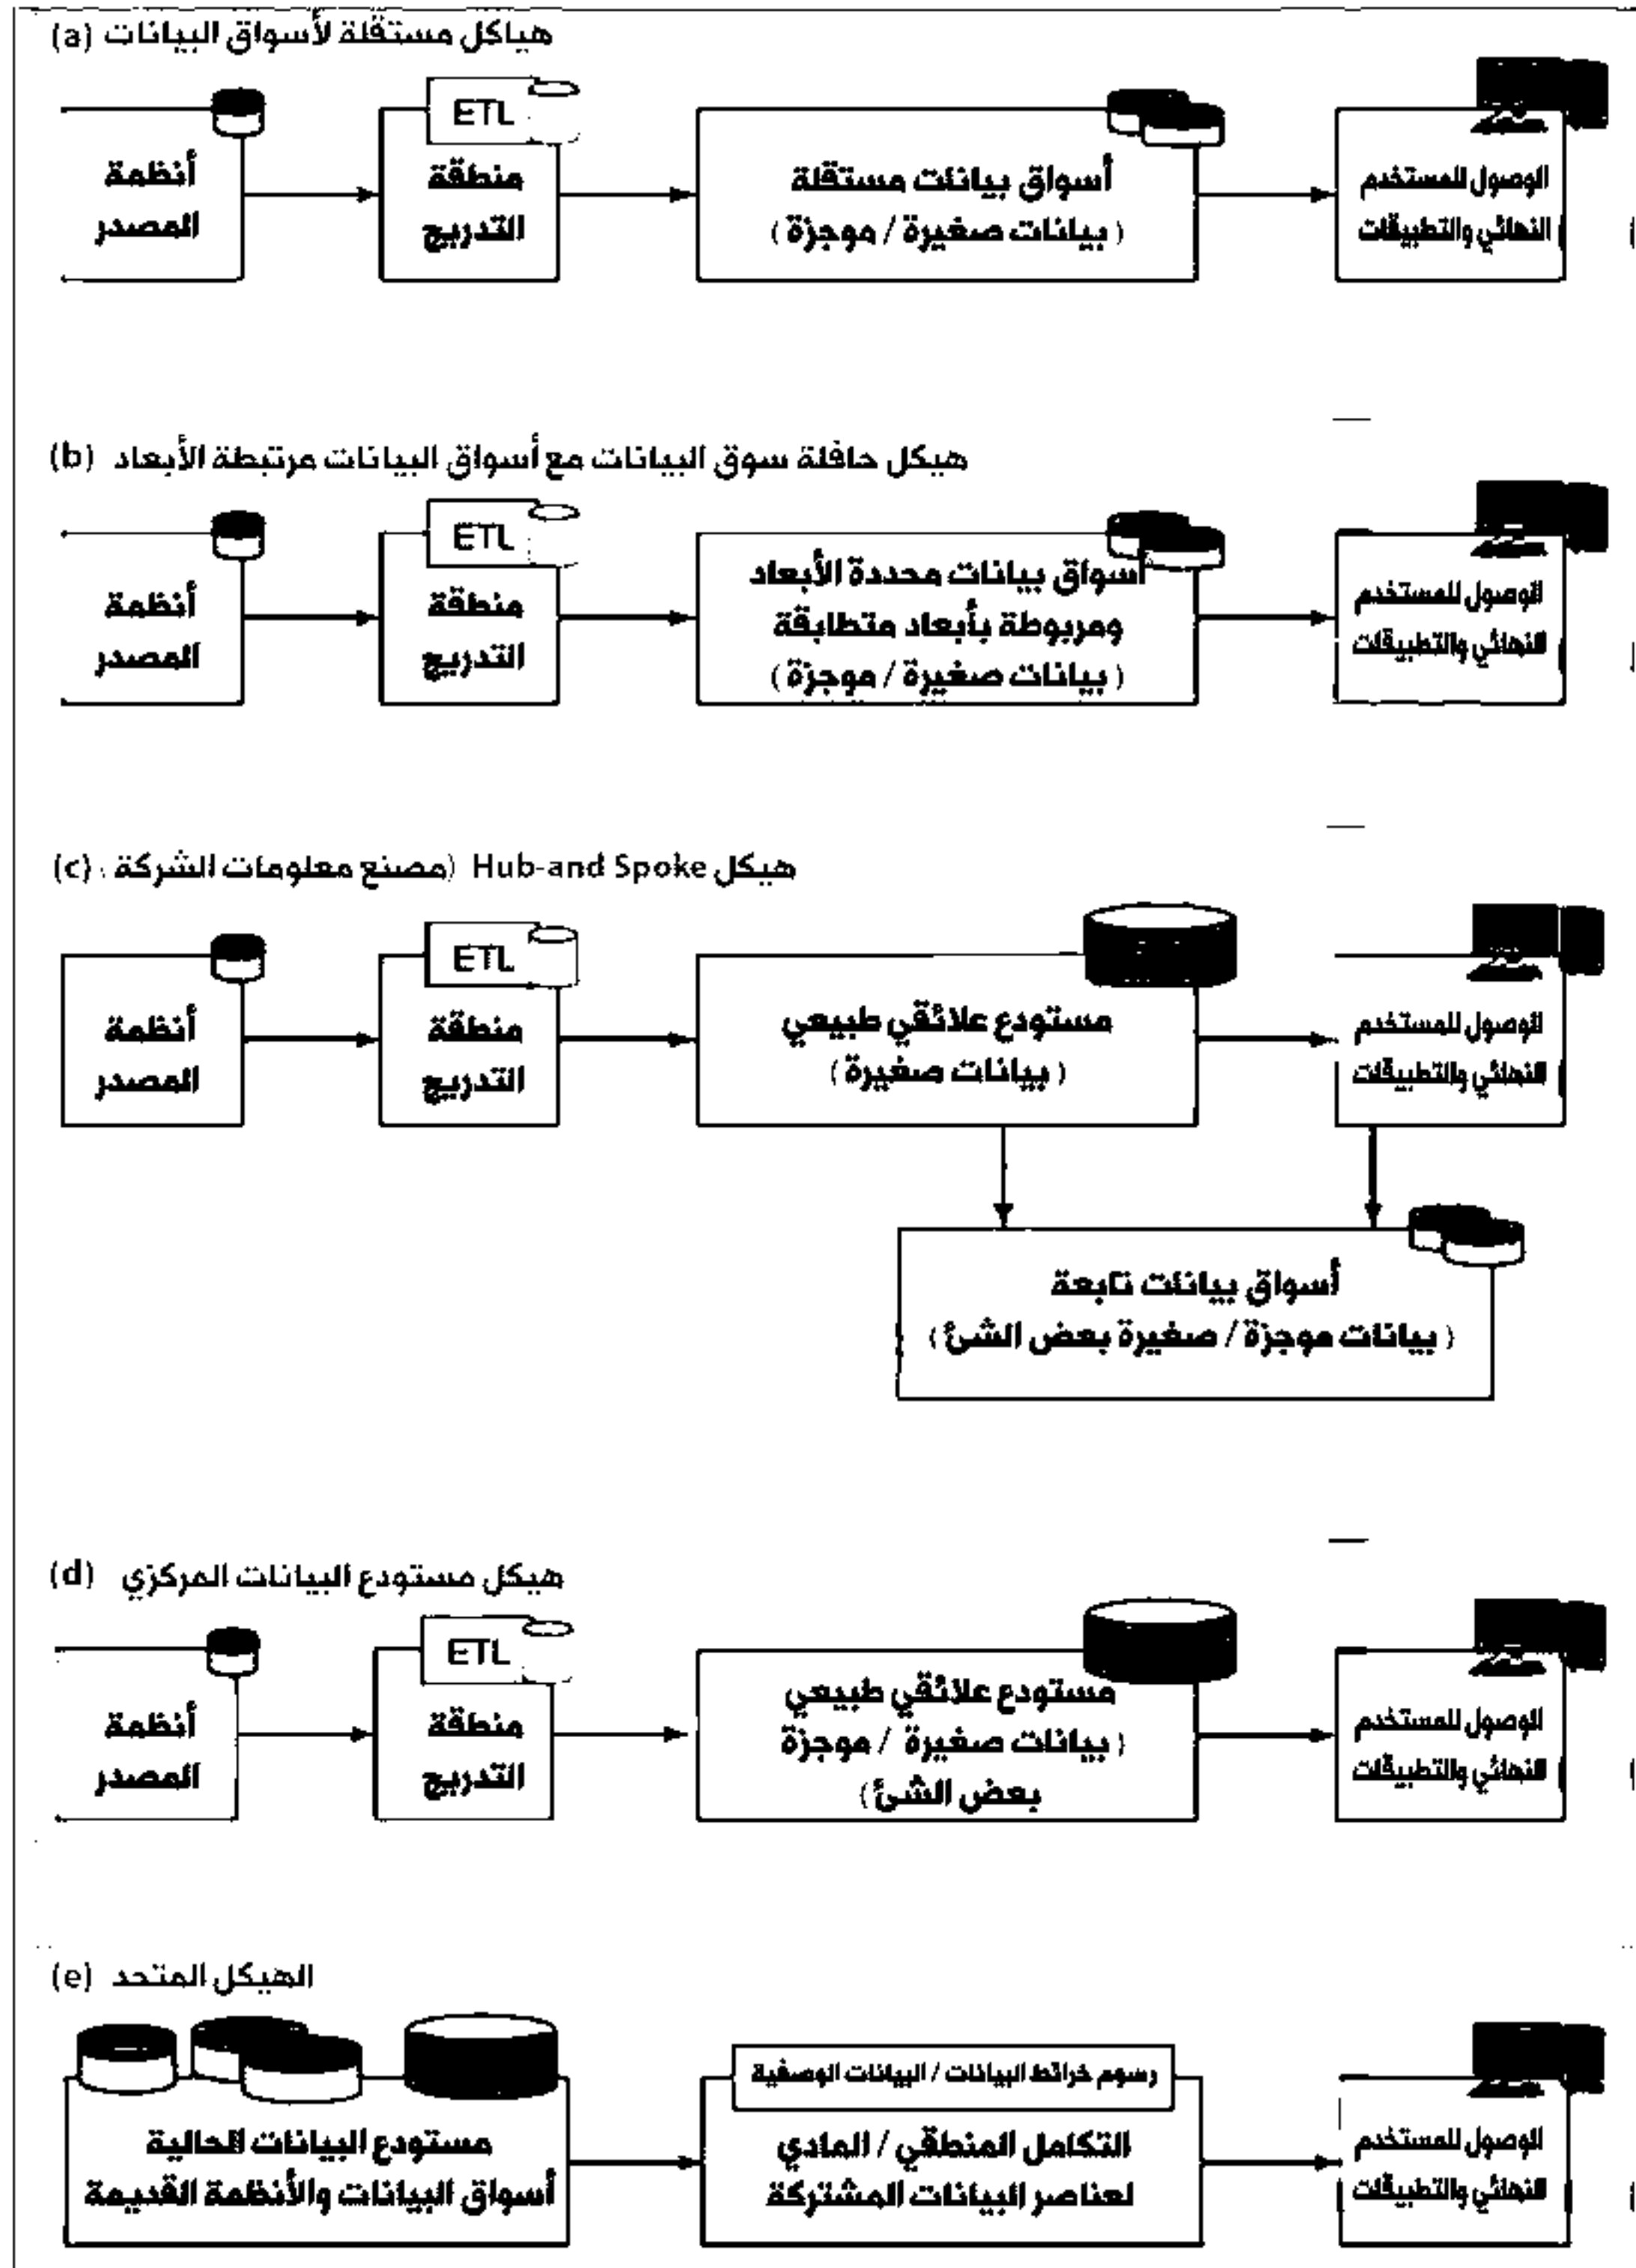 (a) هياكل مستقلة لأسواق البيانات
أنظمة
المصدر
ETL
منطقة
التدريج
أسواق بيانات مستقلة
(بيانات صغيرة / موجزة)
الوصول للمستخدم
النهائي والتطبيقات
(b) هيكل حافلة سوق البيانات مع أسواق البيانات مرتبطة الأبعاد
أنظمة
المصدر
ETL
منطقة
التدريج
أسواق بيانات محددة الأبعاد
ومربوطة بأبعاد متطابقة
(بيانات صغيرة / موجزة)
الوصول للمستخدم
النهائي والتطبيقات
(c) هيكل Hub-and Spoke (مصنع معلومات الشركة)
أنظمة
المصدر
ETL
منطقة
التدريج
مستودع علائقي طبيعي
(بيانات صغيرة)
الوصول للمستخدم
النهائي والتطبيقات
أسواق بيانات تابعة
(بيانات موجزة / صغيرة بعض الشئ)
(d) هيكل مستودع البيانات المركزي
أنظمة
المصدر
ETL
منطقة
التدريج
مستودع علائقي طبيعي
(بيانات صغيرة / موجزة
بعض الشئ)
الوصول للمستخدم
النهائي والتطبيقات
(e) الهيكل المتحد
مستودع البيانات الحالية
أسواق البيانات والأنظمة القديمة
رسوم خرائط البيانات / البيانات الوصفية
التكامل المنطقي / المادي
لعناصر البيانات المشتركة
الوصول للمستخدم
النهائي والتطبيقات